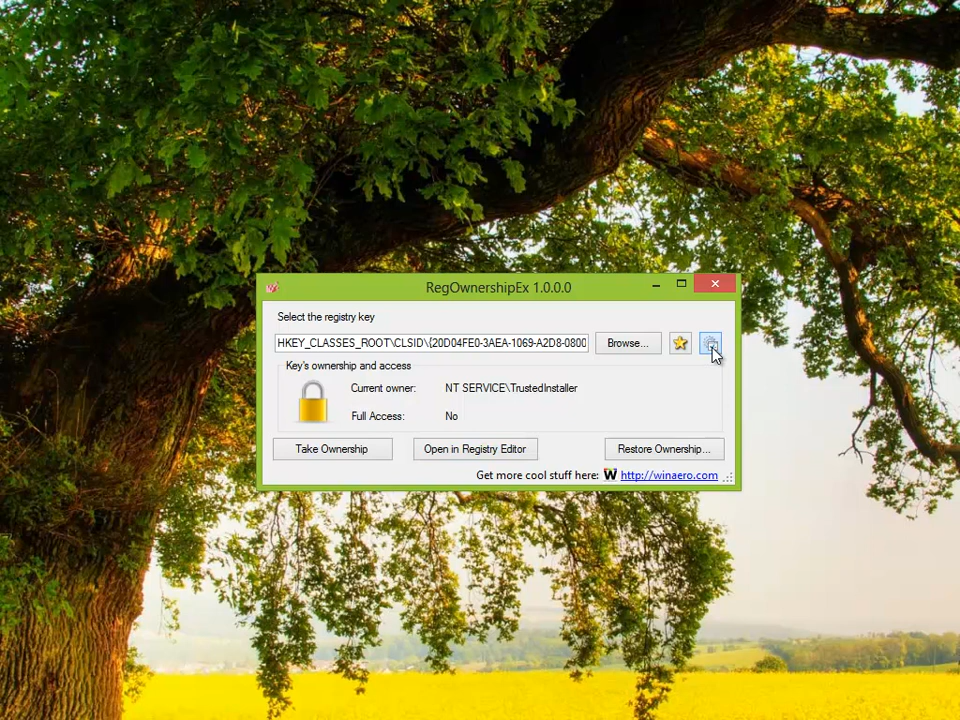 RegOwnershipEx 1.0.0.0
Select the registry key
HKEY_CLASSES_ROOT\CLSID\{20D04FE0-3AEA-1069-A2D8-0800
Browse...
Key's ownership and access
Current owner: NT SERVICE\TrustedInstaller
Full Access: No
Take Ownership
Open in Registry Editor
Restore Ownership...
Get more cool stuff here: W http://winaero.com